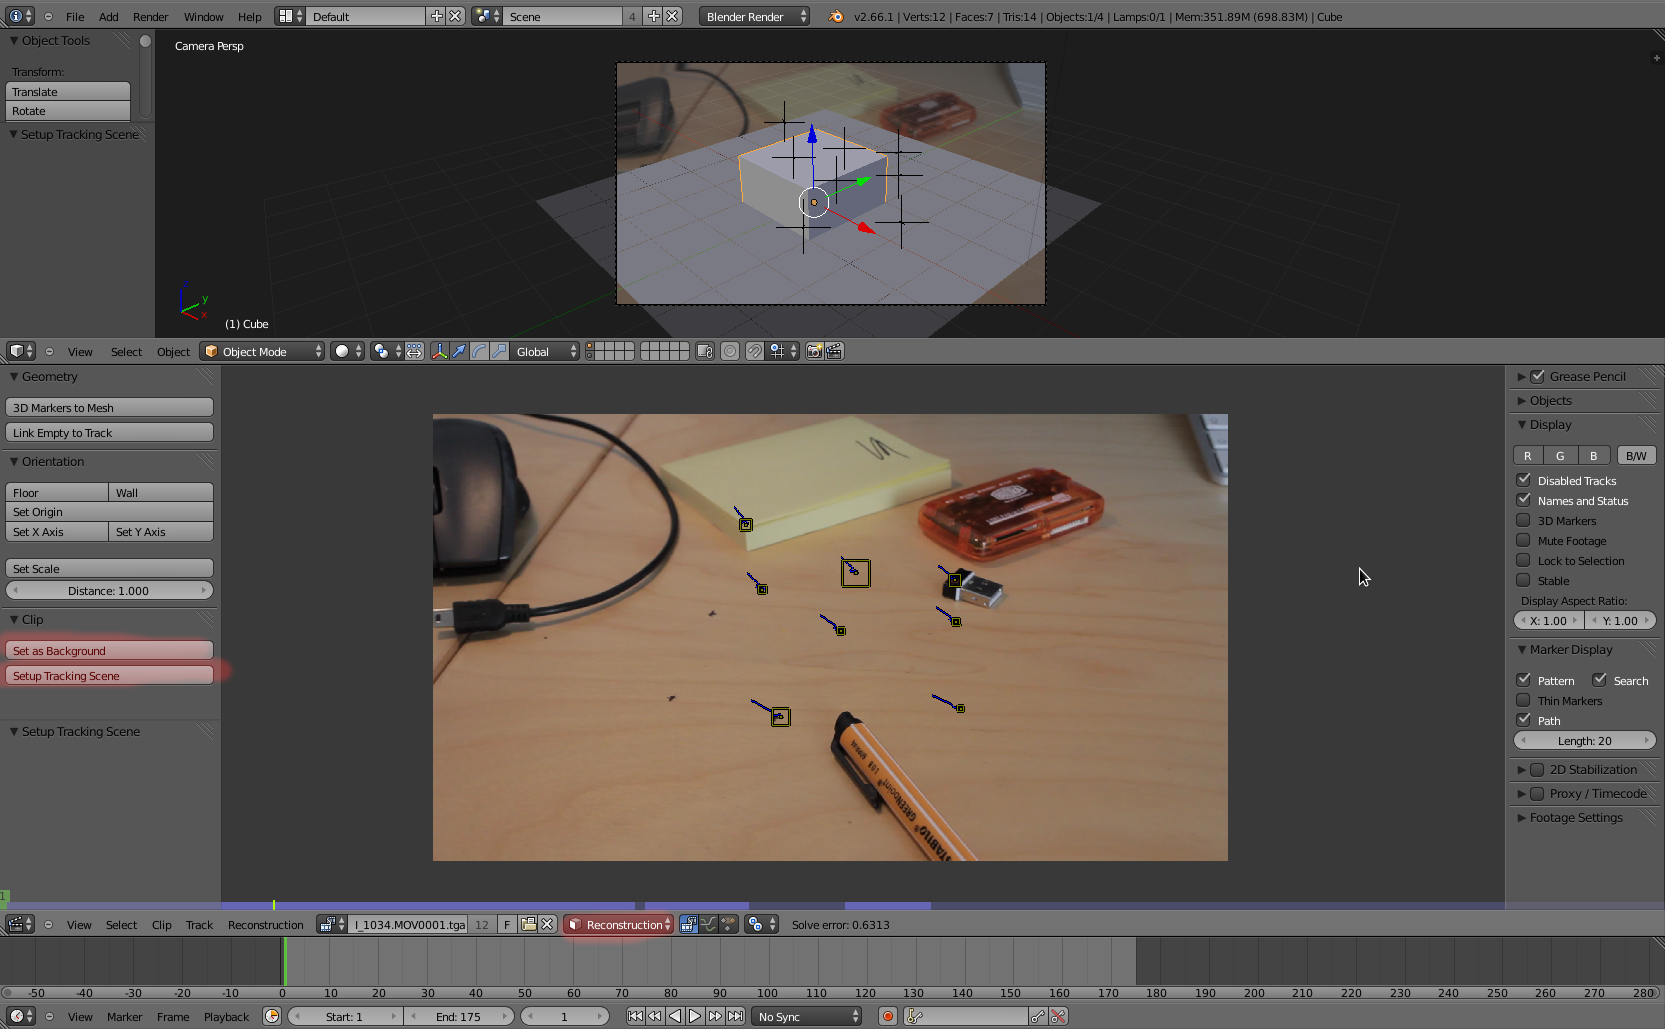 File Add Render Window Help Default Scene 4 Blender Render v2.66.1 | Verts:12 | Faces:7 | Tris:14 | Objects:1/4 | Lamps:0/1 | Mem:351.89M (698.83M) | Cube
Object Tools
Transform:
Translate
Rotate
Setup Tracking Scene
Camera Persp
y
x
(1) Cube
View Select Object Object Mode Global
Geometry
3D Markers to Mesh
Link Empty to Track
Orientation
Floor Wall
Set Origin
Set X Axis Set Y Axis
Set Scale
Distance: 1.000
Clip
Set as Background
Setup Tracking Scene
Setup Tracking Scene
STABILO GREENpoint
Grease Pencil
Objects
Display
R G B B/W
Disabled Tracks
Names and Status
3D Markers
Mute Footage
Lock to Selection
Stable
Display Aspect Ratio:
X: 1.00 Y: 1.00
Marker Display
Pattern Search
Thin Markers
Path
Length: 20
2D Stabilization
Proxy / Timecode
Footage Settings
1
View Select Clip Track Reconstruction I_1034.MOV0001.tga 12 F Reconstruction Solve error: 0.6313
-50 -40 -30 -20 -10 0 10 20 30 40 50 60 70 80 90 100 110 120 130 140 150 160 170 180 190 200 210 220 230 240 250 260 270 280
View Marker Frame Playback Start: 1 End: 175 1 No Sync